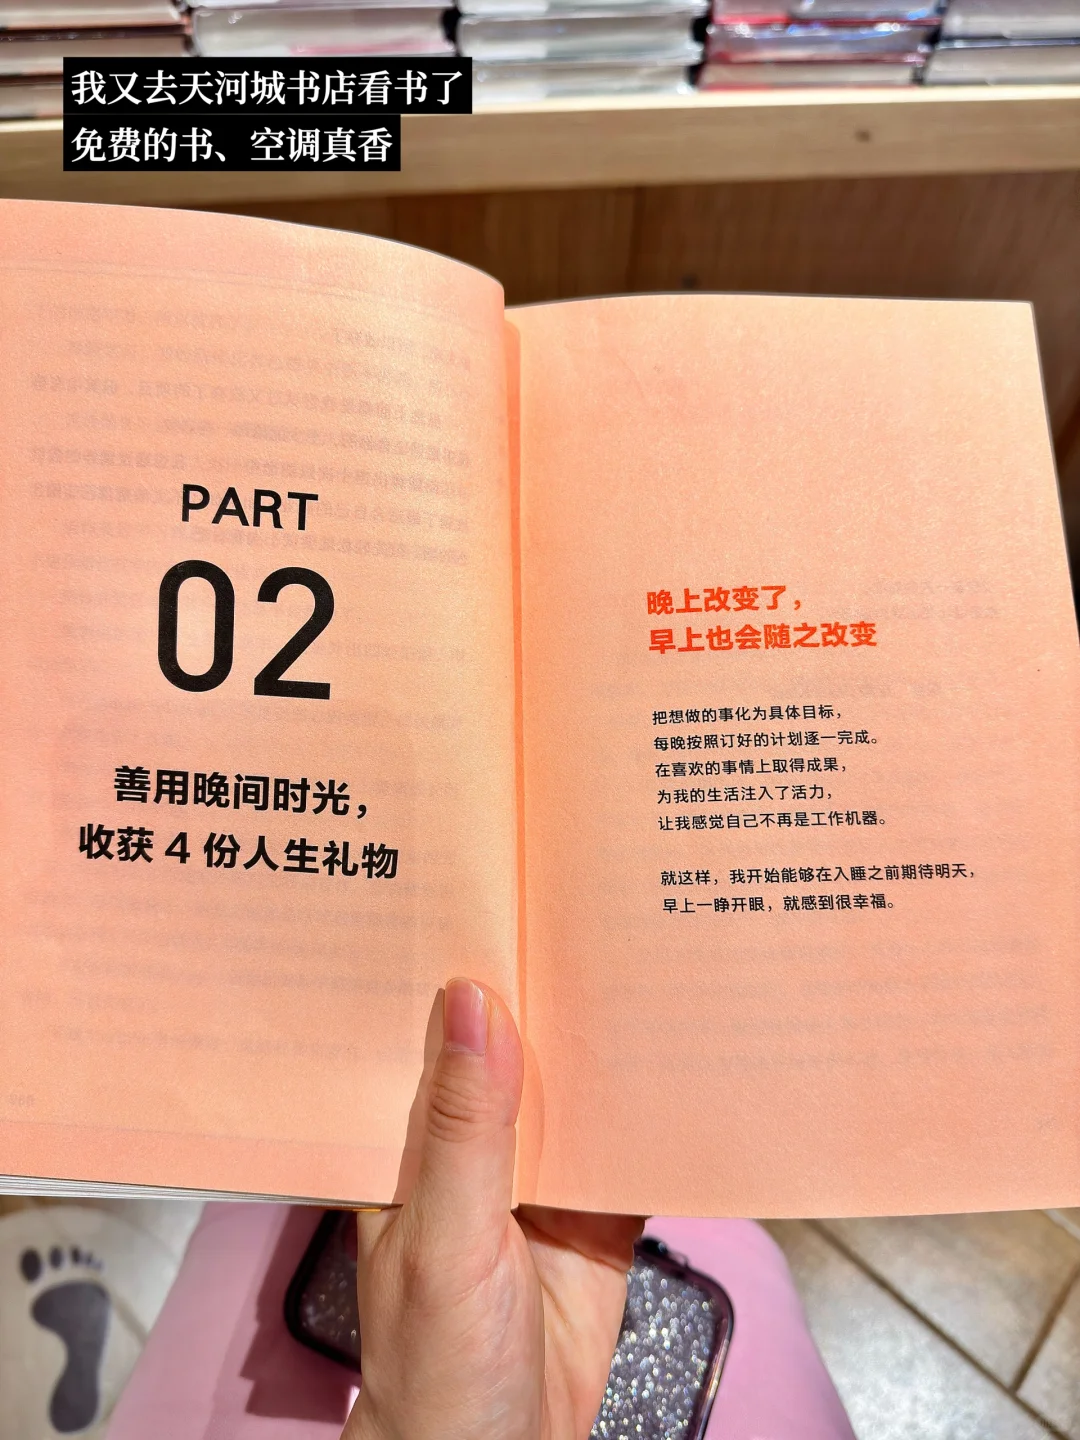 我又去天河城书店看书了
免费的书、空调真香
PART
02
善用晚间时光，
收获 4 份人生礼物
晚上改变了，
早上也会随之改变
把想做的事化为具体目标，
每晚按照订好的计划逐一完成。
在喜欢的事情上取得成果，
为我的生活注入了活力，
让我感觉自己不再是工作机器。
就这样，我开始能够在入睡之前期待明天，
早上一睁开眼，就感到很幸福。